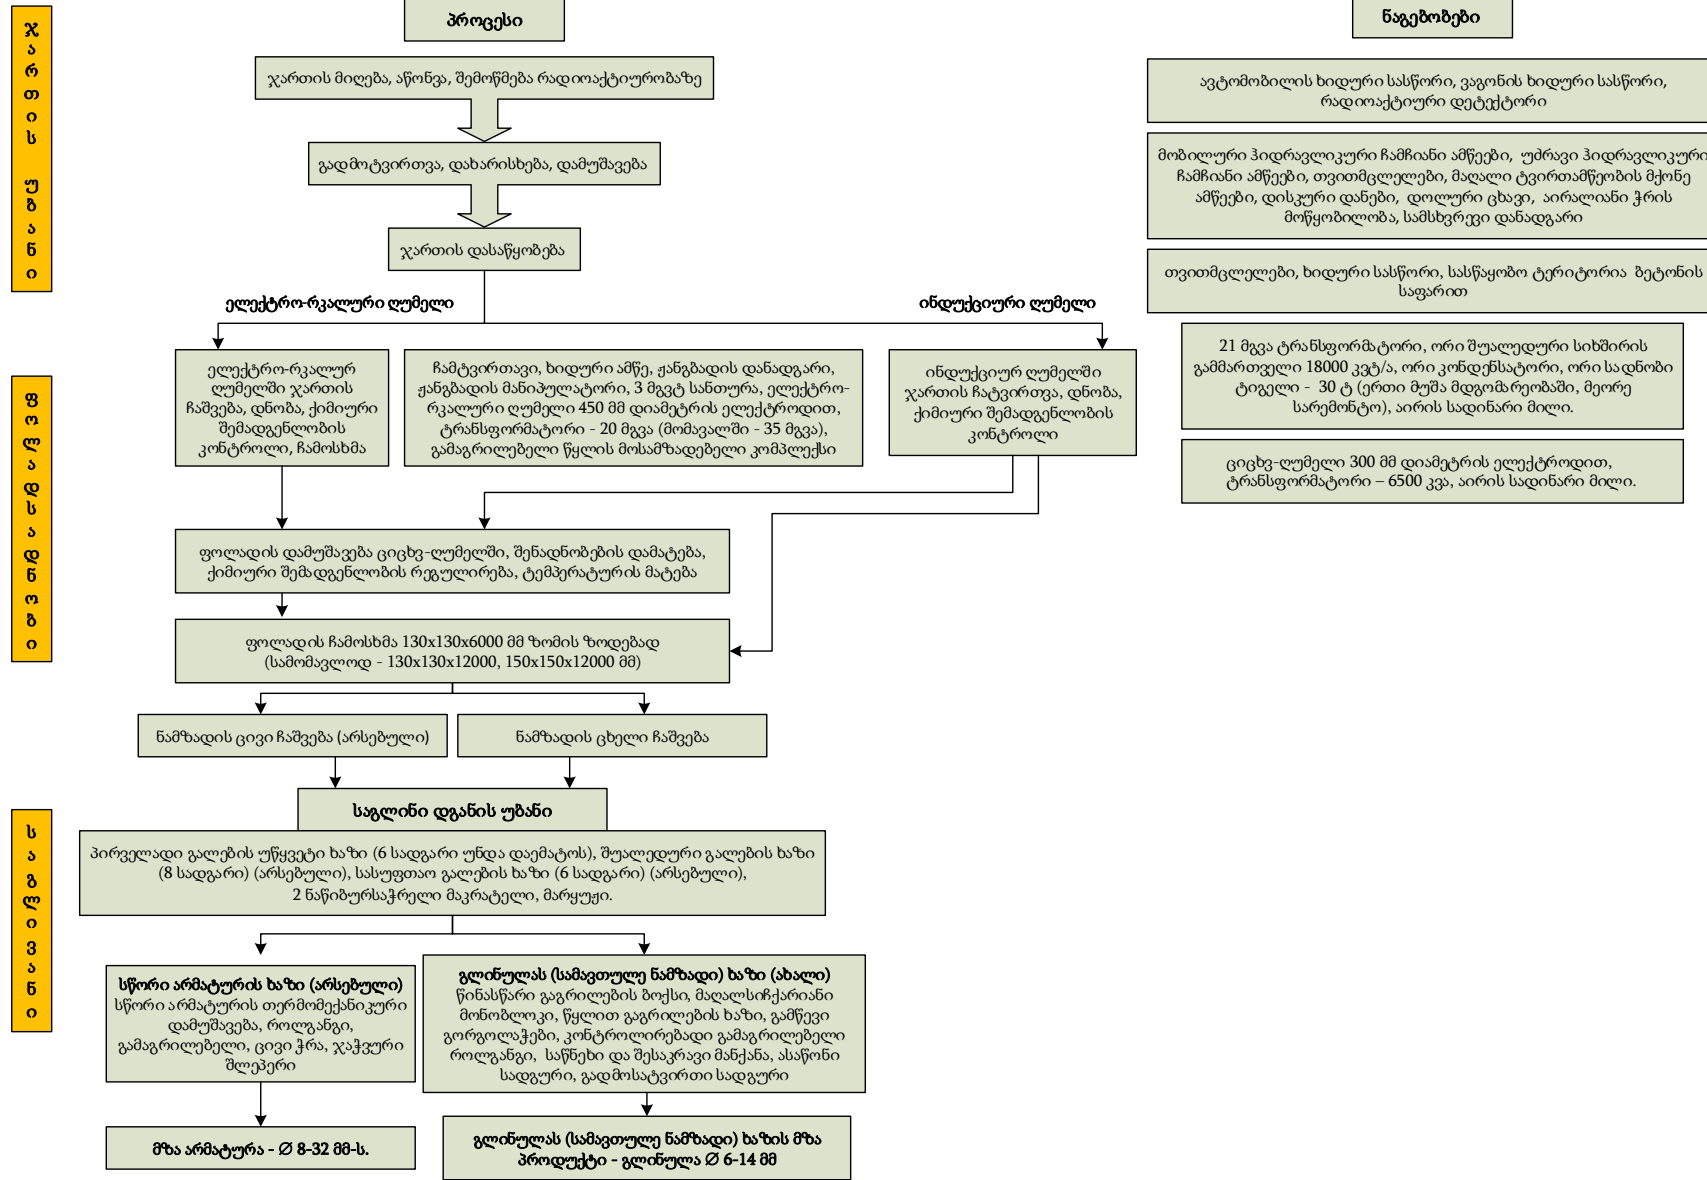 პროცესი
ნაგებობები
ჯართის უბანი
ჯართის მიღება, აწონვა, შემოწმება რადიოაქტიურობაზე
გადმოტვირთვა, დახარისხება, დამუშავება
ჯართის დასაწყობება
ავტომობილის ხიდური სასწორი, ვაგონის ხიდური სასწორი,
რადიოაქტიური დეტექტორი
მობილური ჰიდრავლიკური ჩამჩიანი ამწეები, უძრავი ჰიდრავლიკური
ჩამჩიანი ამწეები, თვითმცლელები, მაღალი ტვირთამწეობის მქონე
ამწეები, დისკური დანები, დოლური ცხავი, აირალიანი ჭრის
მოწყობილობა, სამსხვრევი დანადგარი
თვითმცლელები, ხიდური სასწორი, სასწაყობო ტერიტორია ბეტონის
საფარით
ელექტრო-რკალური ღუმელი
ინდუქციური ღუმელი
ფოლადსადნობი
ელექტრო-რკალურ
ღუმელში ჯართის
ჩაშვება, დნობა, ქიმიური
შემადგენლობის
კონტროლი, ჩამოსხმა
ჩამტვირთავი, ხიდური ამწე, ჟანგბადის დანადგარი,
ჟანგბადის მანიპულატორი, 3 მგვტ სანთურა, ელექტრო-
რკალური ღუმელი 450 მმ დიამეტრის ელექტროდით,
ტრანსფორმატორი - 20 მგვა (მომავალში - 35 მგვა),
გამაგრილებელი წყლის მოსამზადებელი კომპლექსი
ინდუქციურ ღუმელში
ჯართის ჩატვირთვა, დნობა,
ქიმიური შემადგენლობის
კონტროლი
21 მგვა ტრანსფორმატორი, ორი შუალედური სიხშირის
გამმართველი 18000 კვტ/ა, ორი კონდენსატორი, ორი სადნობი
ტიგელი - 30 ტ (ერთი მუშა მდგომარეობაში, მეორე
სარემონტო), აირის სადინარი მილი.
ციცხვ-ღუმელი 300 მმ დიამეტრის ელექტროდით,
ტრანსფორმატორი – 6500 კვა, აირის სადინარი მილი.
ფოლადის დამუშავება ციცხვ-ღუმელში, შენადნობების დამატება,
ქიმიური შემადგენლობის რეგულირება, ტემპერატურის მატება
ფოლადის ჩამოსხმა 130x130x6000 მმ ზომის ზოდებად
(სამომავლოდ - 130x130x12000, 150x150x12000 მმ)
ნამზადის ცივი ჩაშვება (არსებული)
ნამზადის ცხელი ჩაშვება
საგლივანი
საგლინი დგანის უბანი
პირველადი გალების უწყვეტი ხაზი (6 სადგარი უნდა დაემატოს), შუალედური გალების ხაზი
(8 სადგარი) (არსებული), სასუფთაო გალების ხაზი (6 სადგარი) (არსებული),
2 ნაწიბურსაჭრელი მაკრატელი, მარყუჟი.
სწორი არმატურის ხაზი (არსებული)
სწორი არმატურის თერმომექანიკური
დამუშავება, როლგანგი,
გამაგრილებელი, ცივი ჭრა, ჯაჭვური
შლეპერი
გლინულას (სამავთულე ნამზადი) ხაზი (ახალი)
წინასწარი გაგრილების ბოქსი, მაღალსიჩქარიანი
მონობლოკი, წყლით გაგრილების ხაზი, გამწევი
გორგოლაჭები, კონტროლირებადი გამაგრილებელი
როლგანგი, საწნეხი და შესაკრავი მანქანა, ასაწონი
სადგური, გადმოსატვირთი სადგური
მზა არმატურა - Ø 8-32 მმ-ს.
გლინულას (სამავთულე ნამზადი) ხაზის მზა
პროდუქტი - გლინულა Ø 6-14 მმ